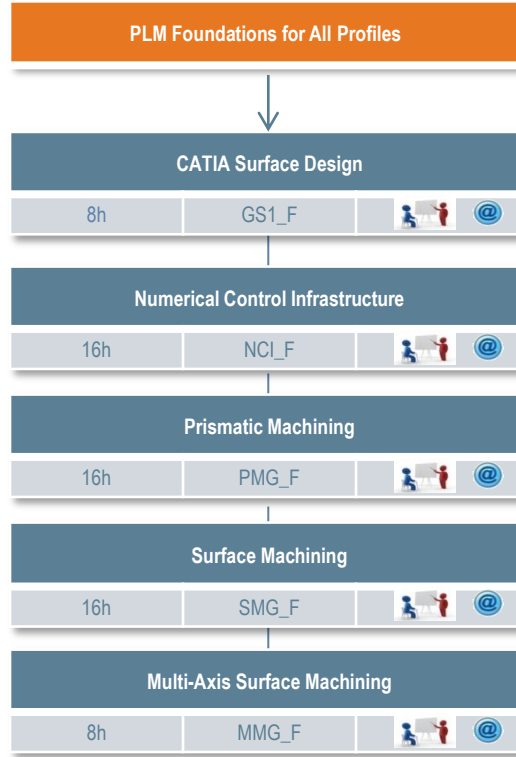 PLM Foundations for All Profiles
CATIA Surface Design
8h GS1_F @
Numerical Control Infrastructure
16h NCI_F @
Prismatic Machining
16h PMG_F @
Surface Machining
16h SMG_F @
Multi-Axis Surface Machining
8h MMG_F @